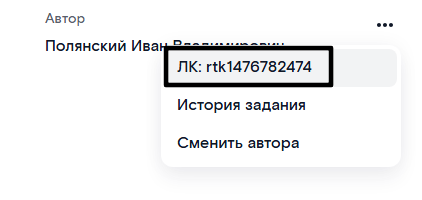 Автор
Полянский Иван Владимирович
ЛК: rtk1476782474
История задания
Сменить автора